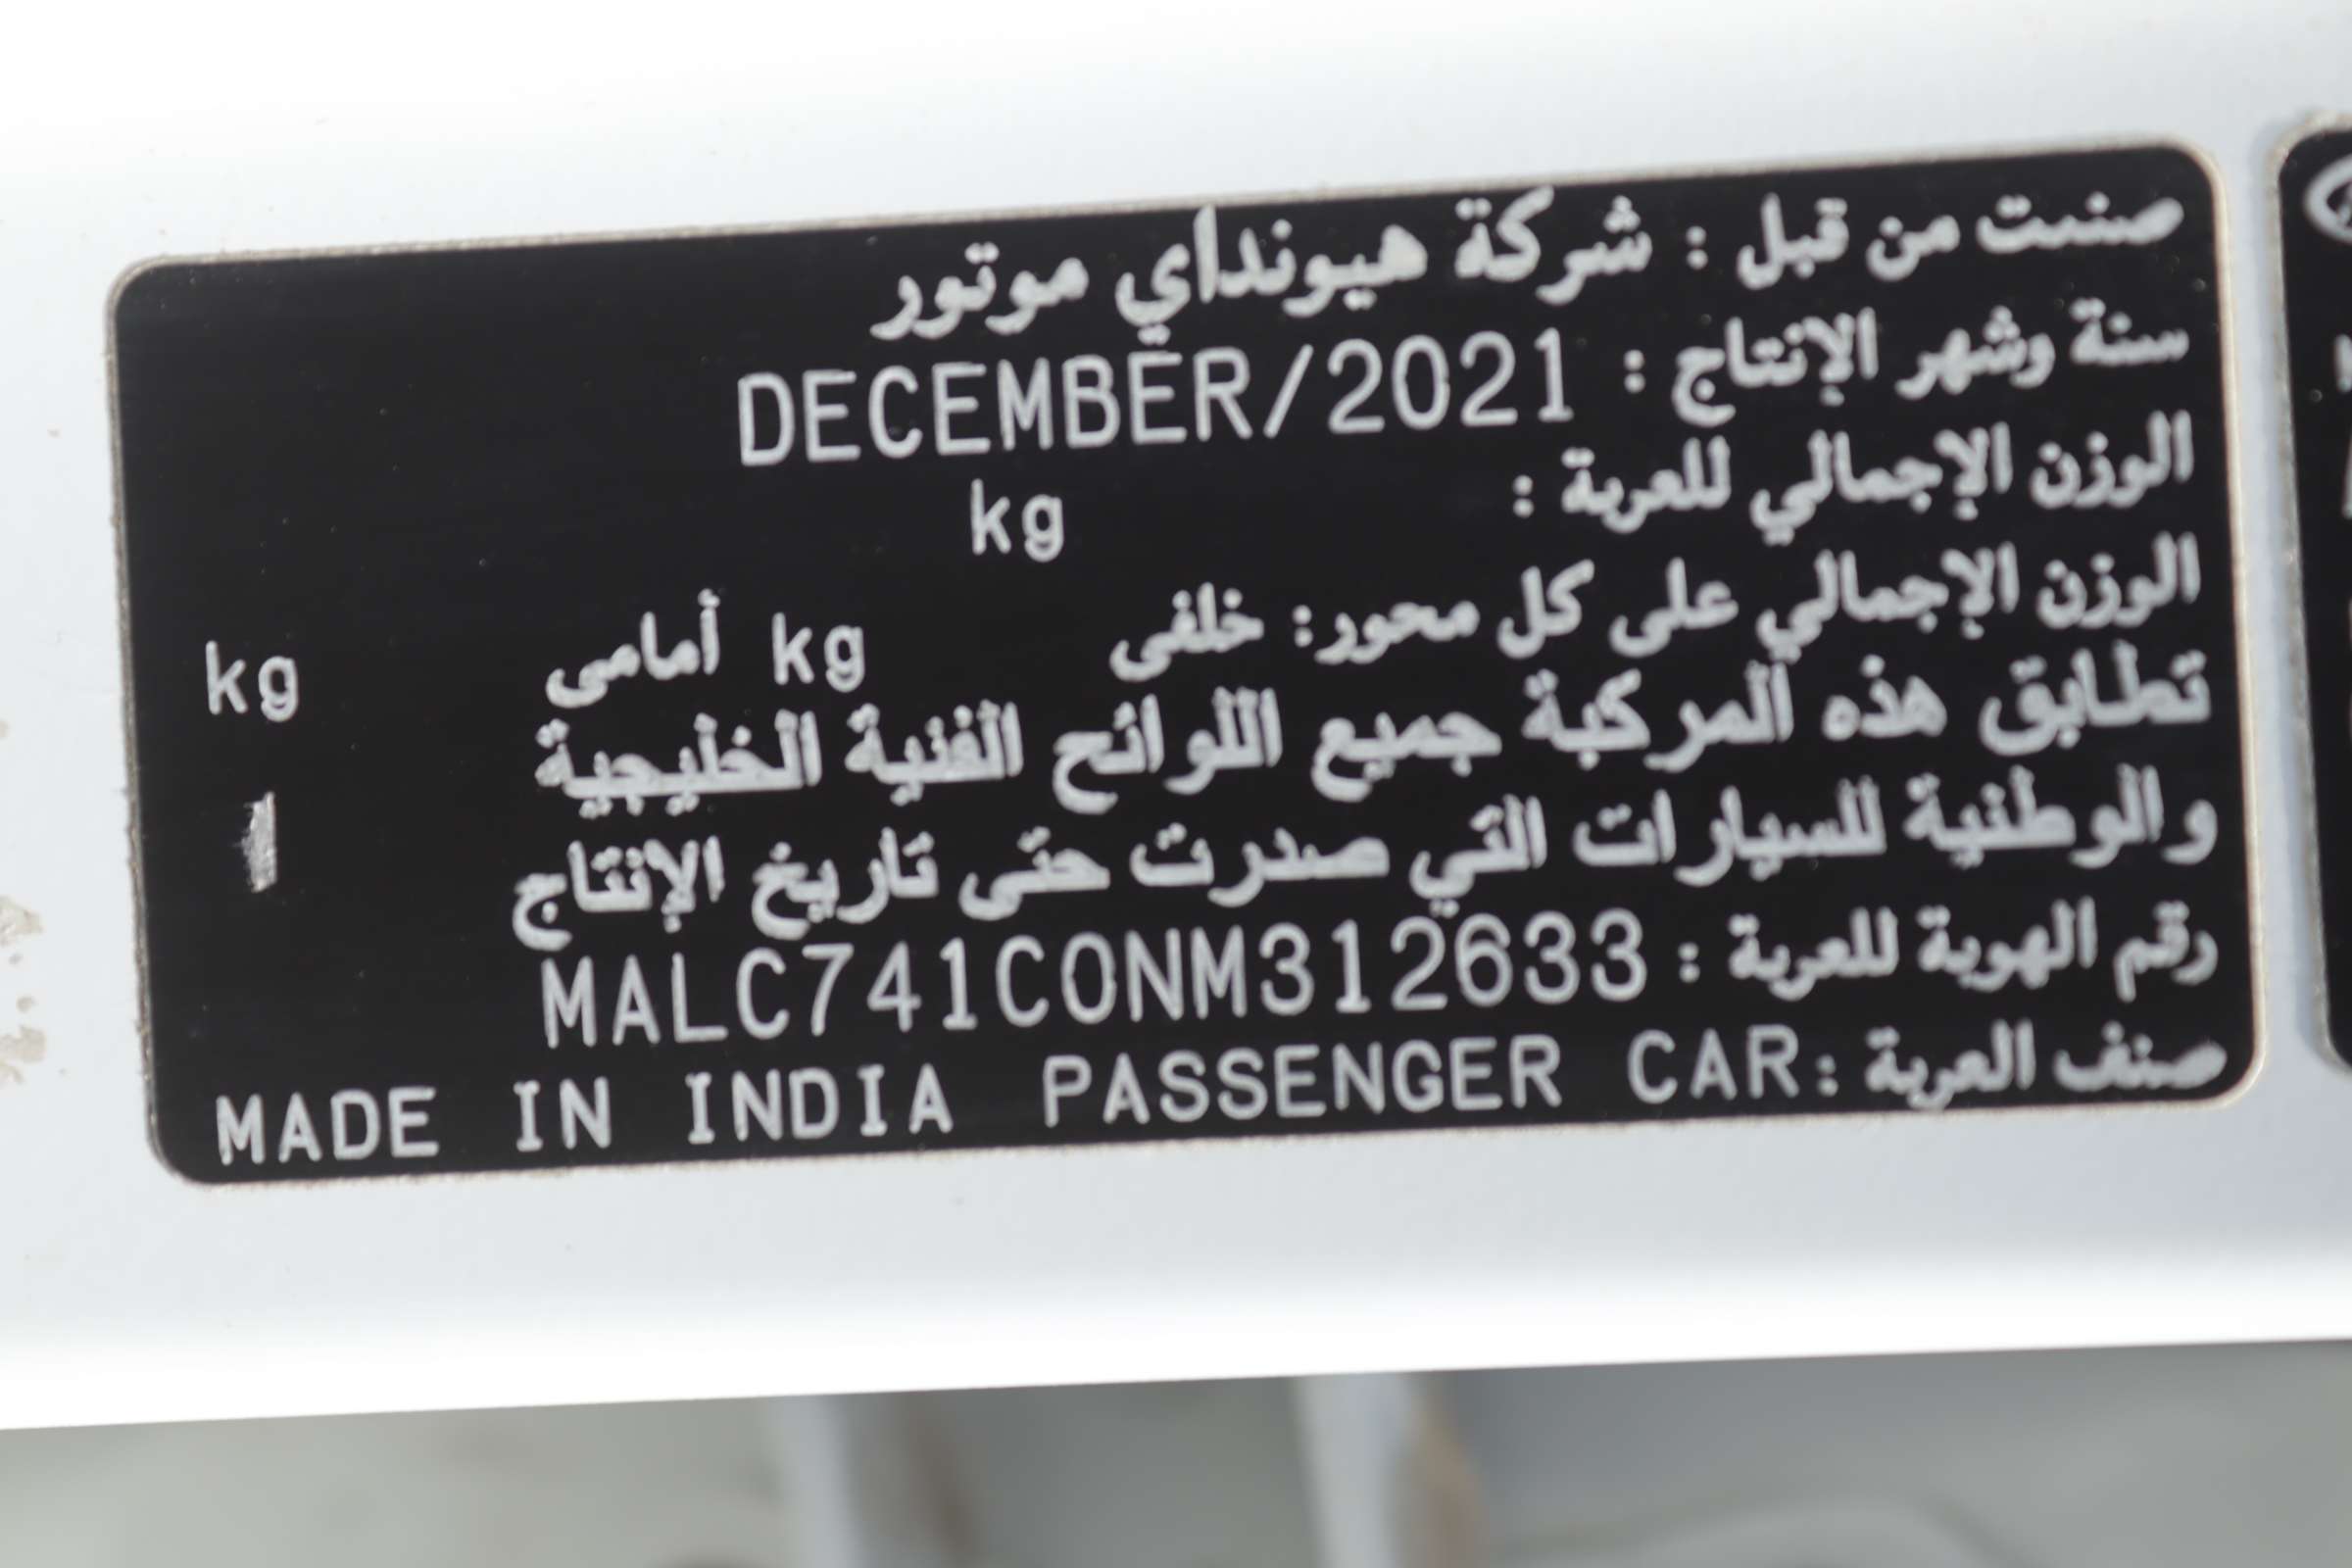 صنعت من قبل : شركة هيونداي موتور
سنة وشهر الإنتاج : DECEMBER/2021
الوزن الإجمالي للعربة : kg
الوزن الإجمالي على كل محور: خلفى kg أمامى kg
تطابق هذه المركبة جميع اللوائح الفنية الخليجية
والوطنية للسيارات التي صدرت حتى تاريخ الإنتاج
رقم الهوية للعربة : MALC741C0NM312633
صنف العربة: PASSENGER CAR MADE IN INDIA